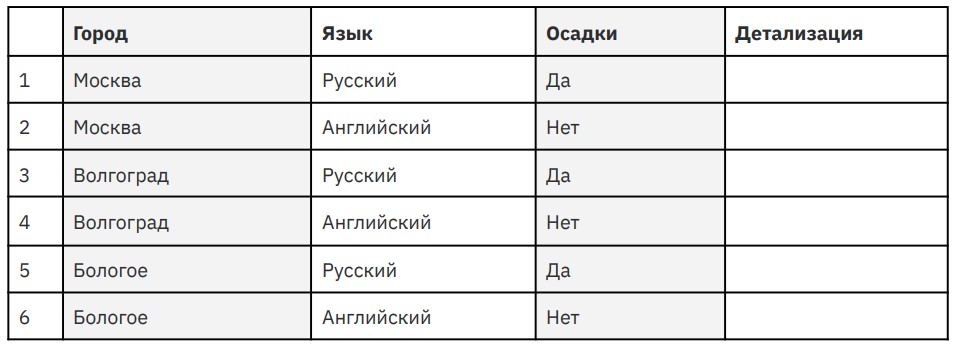 Город Язык Осадки Детализация
1 Москва Русский Да
2 Москва Английский Нет
3 Волгоград Русский Да
4 Волгоград Английский Нет
5 Бологое Русский Да
6 Бологое Английский Нет